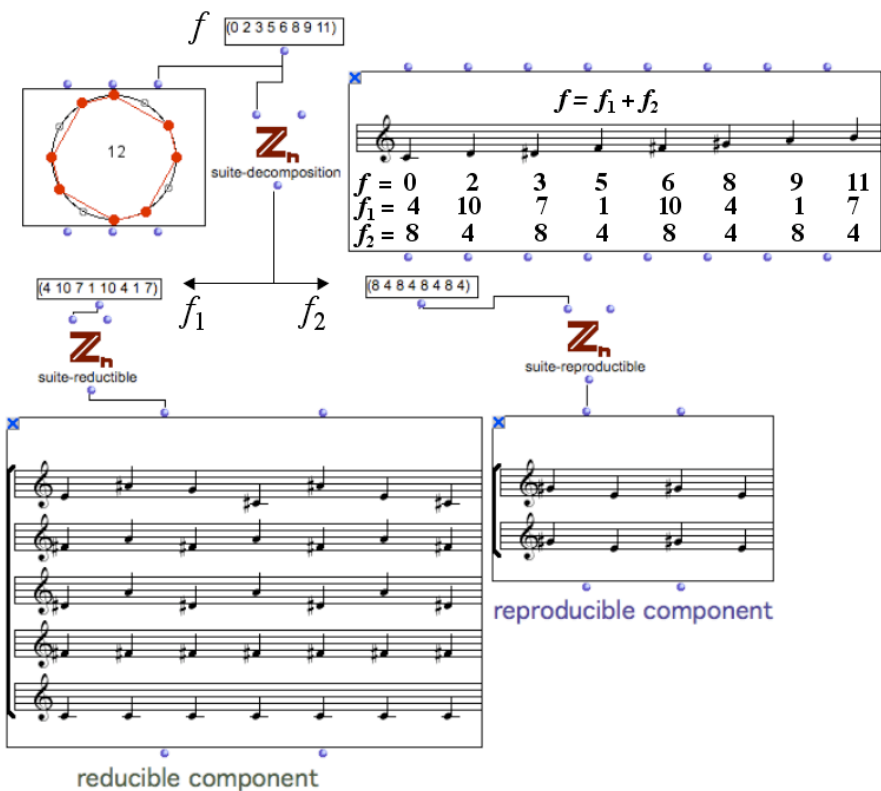 f
(0 2 3 5 6 8 9 11)
12
Zn
suite-decomposition
f = f1 + f2
f = 0 2 3 5 6 8 9 11
f1 = 4 10 7 1 10 4 1 7
f2 = 8 4 8 4 8 4 8 4
(4 10 7 1 10 4 1 7)
f1
f2
(8 4 8 4 8 4 8 4)
Zn
suite-reductible
Zn
suite-reproductible
reproducible component
reducible component